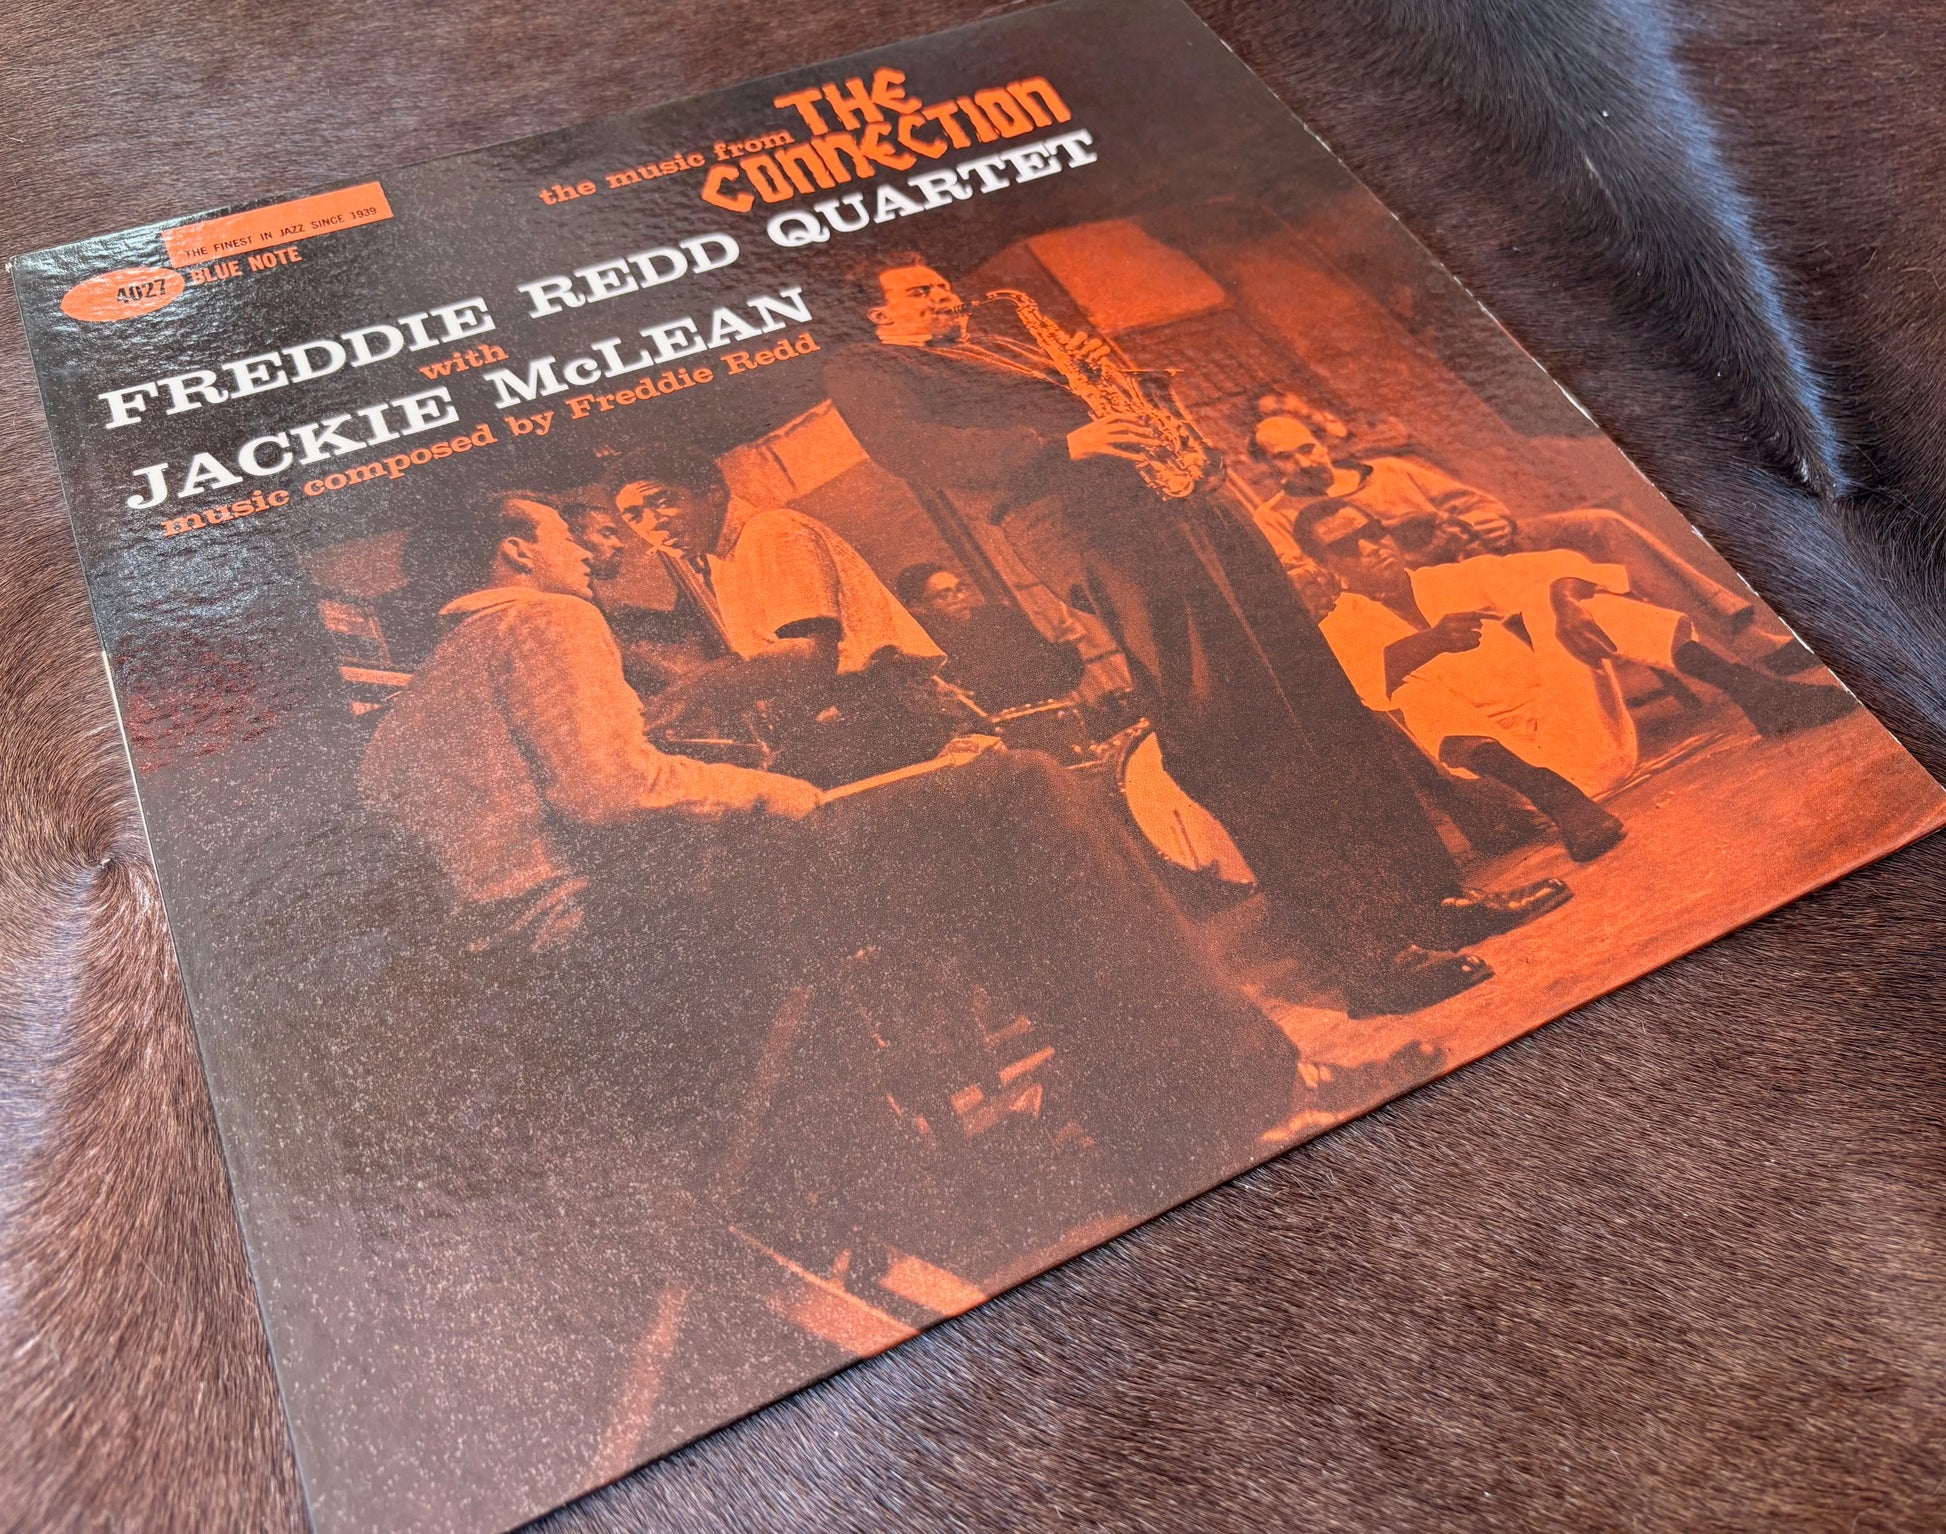 THE FINEST IN JAZZ SINCE 1939
4027 BLUE NOTE
the music from THE
CONNECTION
FREDDIE REDD QUARTET
with
JACKIE McLEAN
music composed by Freddie Redd